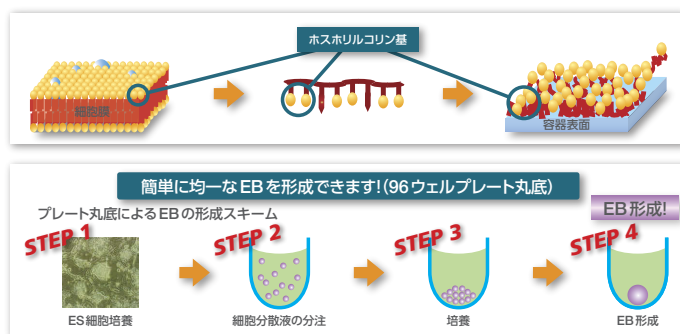 ホスホリルコリン基
細胞膜
容器表面
簡単に均一なEBを形成できます!(96ウェルプレート丸底)
プレート丸底によるEBの形成スキーム
EB形成!
STEP 1
STEP 2
STEP 3
STEP 4
ES細胞培養
細胞分散液の分注
培養
EB形成